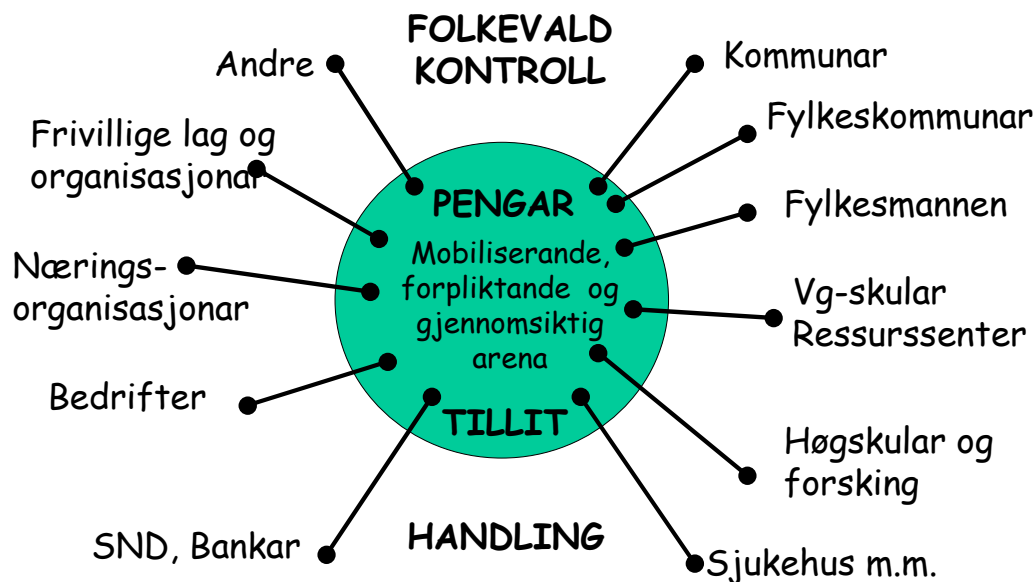 FOLKEVALD
KONTROLL
Andre
Kommunar
Fylkeskommunar
Frivillige lag og
organisasjonar
PENGAR
Fylkesmannen
Mobiliserande,
forpliktande og
gjennomsiktig
arena
Nærings-
organisasjonar
Vg-skular
Ressurssenter
Bedrifter
TILLIT
Høgskular og
forsking
SND, Bankar
HANDLING
Sjukehus m.m.